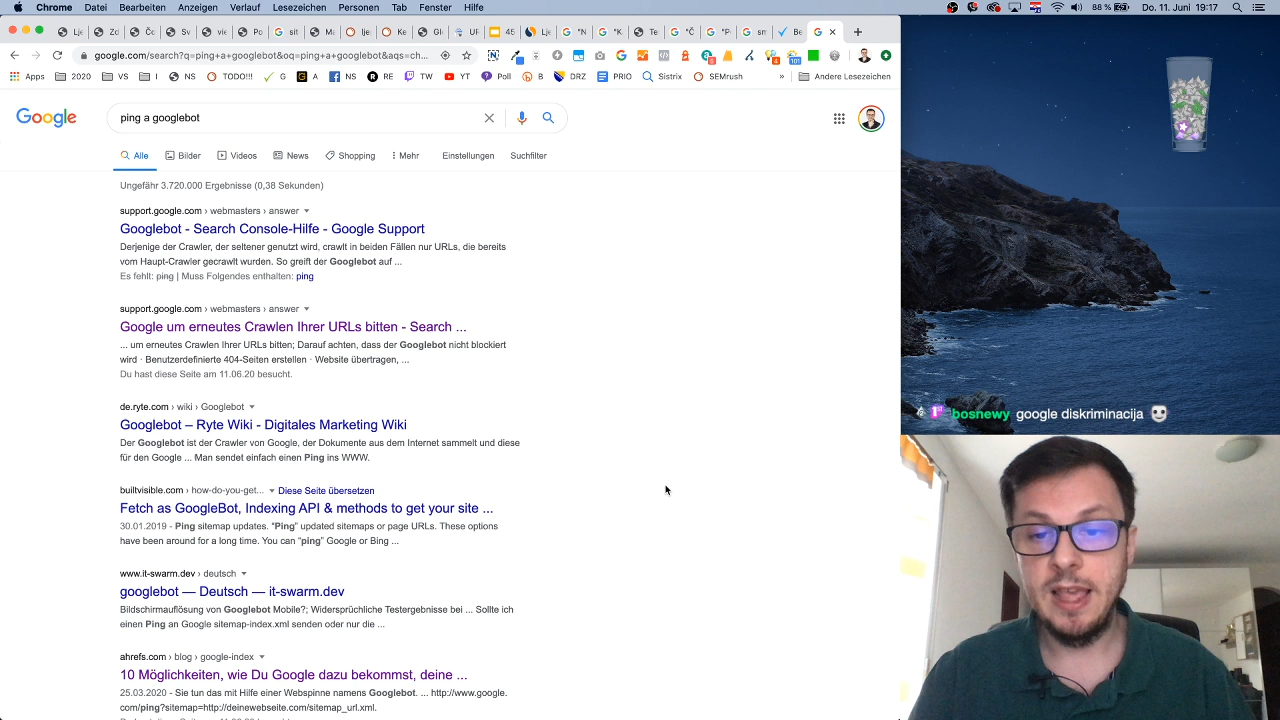 Chrome Datei Bearbeiten Anzeigen Verlauf Lesezeichen Personen Tab Fenster Hilfe 88 % Do. 11. Juni 19:17
google.com/search?q=ping+a+googlebot&oq=ping+a+googlebot&aqs=ch...
Apps 2020 VS I NS TODO!!! G A NS RE TW YT Poll B DRZ PRIO Sistrix SEMrush » Andere Lesezeichen
Google
ping a googlebot
Alle Bilder Videos News Shopping Mehr Einstellungen Suchfilter
Ungefähr 3.720.000 Ergebnisse (0,38 Sekunden)
support.google.com › webmasters › answer
Googlebot - Search Console-Hilfe - Google Support
Derjenige der Crawler, der seltener genutzt wird, crawlt in beiden Fällen nur URLs, die bereits
vom Haupt-Crawler gecrawlt wurden. So greift der Googlebot auf ...
Es fehlt: ping | Muss Folgendes enthalten: ping
support.google.com › webmasters › answer
Google um erneutes Crawlen Ihrer URLs bitten - Search ...
... um erneutes Crawlen Ihrer URLs bitten; Darauf achten, dass der Googlebot nicht blockiert
wird · Benutzerdefinierte 404-Seiten erstellen · Website übertragen, ...
Du hast diese Seite am 11.06.20 besucht.
de.ryte.com › wiki › Googlebot
Googlebot – Ryte Wiki - Digitales Marketing Wiki
Der Googlebot ist der Crawler von Google, der Dokumente aus dem Internet sammelt und diese
für den Google ... Man sendet einfach einen Ping ins WWW.
builtvisible.com › how-do-you-get... Diese Seite übersetzen
Fetch as GoogleBot, Indexing API & methods to get your site ...
30.01.2019 - Ping sitemap updates. "Ping" updated sitemaps or page URLs. These options
have been around for a long time. You can "ping" Google or Bing ...
www.it-swarm.dev › deutsch
googlebot — Deutsch — it-swarm.dev
Bildschirmauflösung von Googlebot Mobile?; Widersprüchliche Testergebnisse bei ... Sollte ich
einen Ping an Google sitemap-index.xml senden oder nur die ...
ahrefs.com › blog › google-index
10 Möglichkeiten, wie Du Google dazu bekommst, deine ...
25.03.2020 - Sie tun das mit Hilfe einer Webspinne namens Googlebot. ... http://www.google.
com/ping?sitemap=http://deinewebseite.com/sitemap_url.xml.
1st bosnewy google diskriminacija